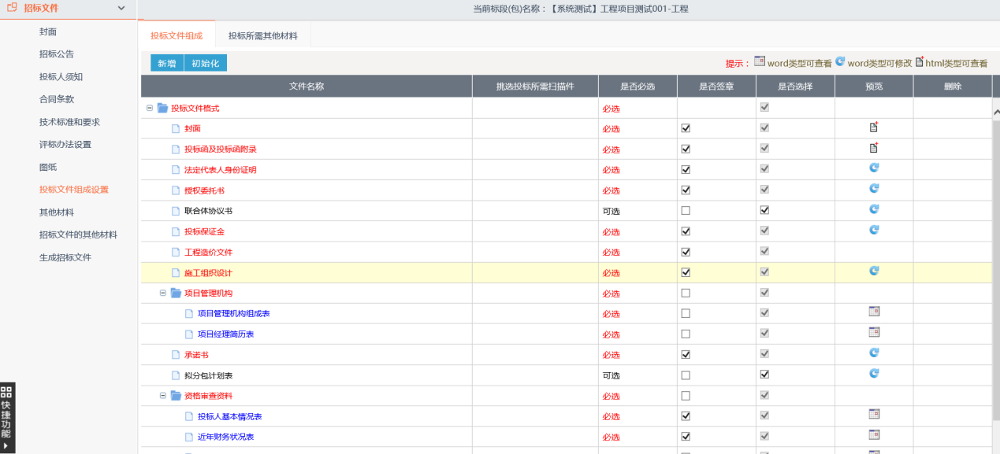 招标文件
当前标段(包)名称：【系统测试】工程项目测试001-工程
封面
招标公告
投标人须知
合同条款
技术标准和要求
评标办法设置
图纸
投标文件组成设置
其他材料
招标文件的其他材料
生成招标文件
快捷功能
投标文件组成 投标所需其他材料
新增 初始化 提示： word类型可查看 word类型可修改 html类型可查看
文件名称 挑选投标所需扫描件 是否必选 是否签章 是否选择 预览 删除
投标文件格式 必选
封面 必选
投标函及投标函附录 必选
法定代表人身份证明 必选
授权委托书 必选
联合体协议书 可选
投标保证金 必选
工程造价文件 必选
施工组织设计 必选
项目管理机构 必选
项目管理机构组成表 必选
项目经理简历表 必选
承诺书 必选
拟分包计划表 可选
资格审查资料 必选
投标人基本情况表 必选
近年财务状况表 必选